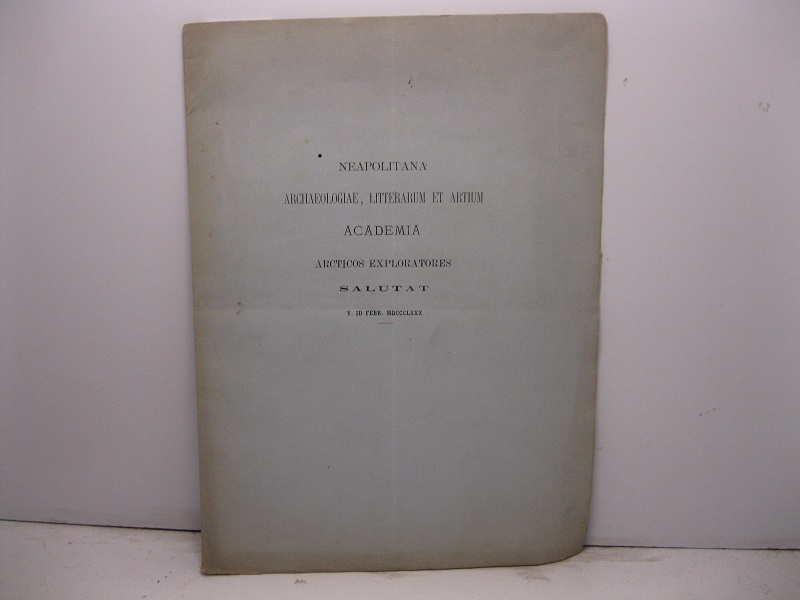 NEAPOLITANA
ARCHAEOLOGIAE, LITTERARUM ET ARTIUM
ACADEMIA
ARCTICOS EXPLORATORES
SALUTAT
V. ID FEBR. MDCCCLXXX